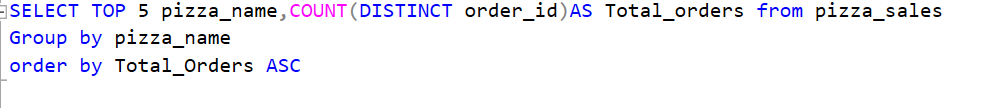 SELECT TOP 5 pizza_name,COUNT(DISTINCT order_id)AS Total_orders from pizza_sales
Group by pizza_name
order by Total_Orders ASC